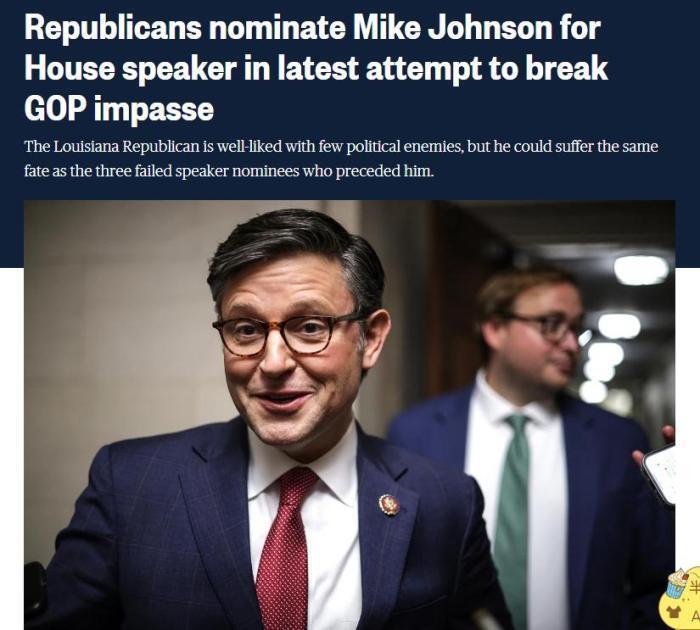 Republicans nominate Mike Johnson for
House speaker in latest attempt to break
GOP impasse
The Louisiana Republican is well-liked with few political enemies, but he could suffer the same
fate as the three failed speaker nominees who preceded him.
半
A